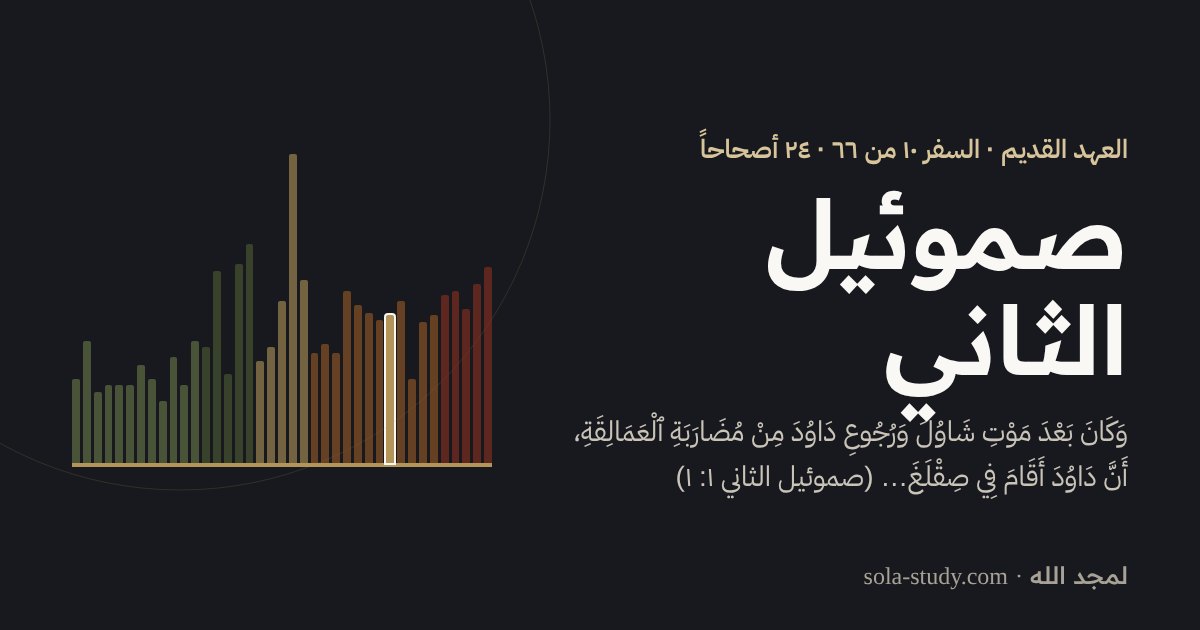 العهد القديم · السفر ١٠ من ٦٦ · ٢٤ أصحاحاً
صموئيل
الثاني
وَكَانَ بَعْدَ مَوْتِ شَاوُلَ وَرُجُوعِ دَاوُدَ مِنْ مُضَارَبَةِ ٱلْعَمَالِقَةِ،
أَنَّ دَاوُدَ أَقَامَ فِي صِقْلَغَ… (صموئيل الثاني ١: ١)
لمجد الله · sola-study.com